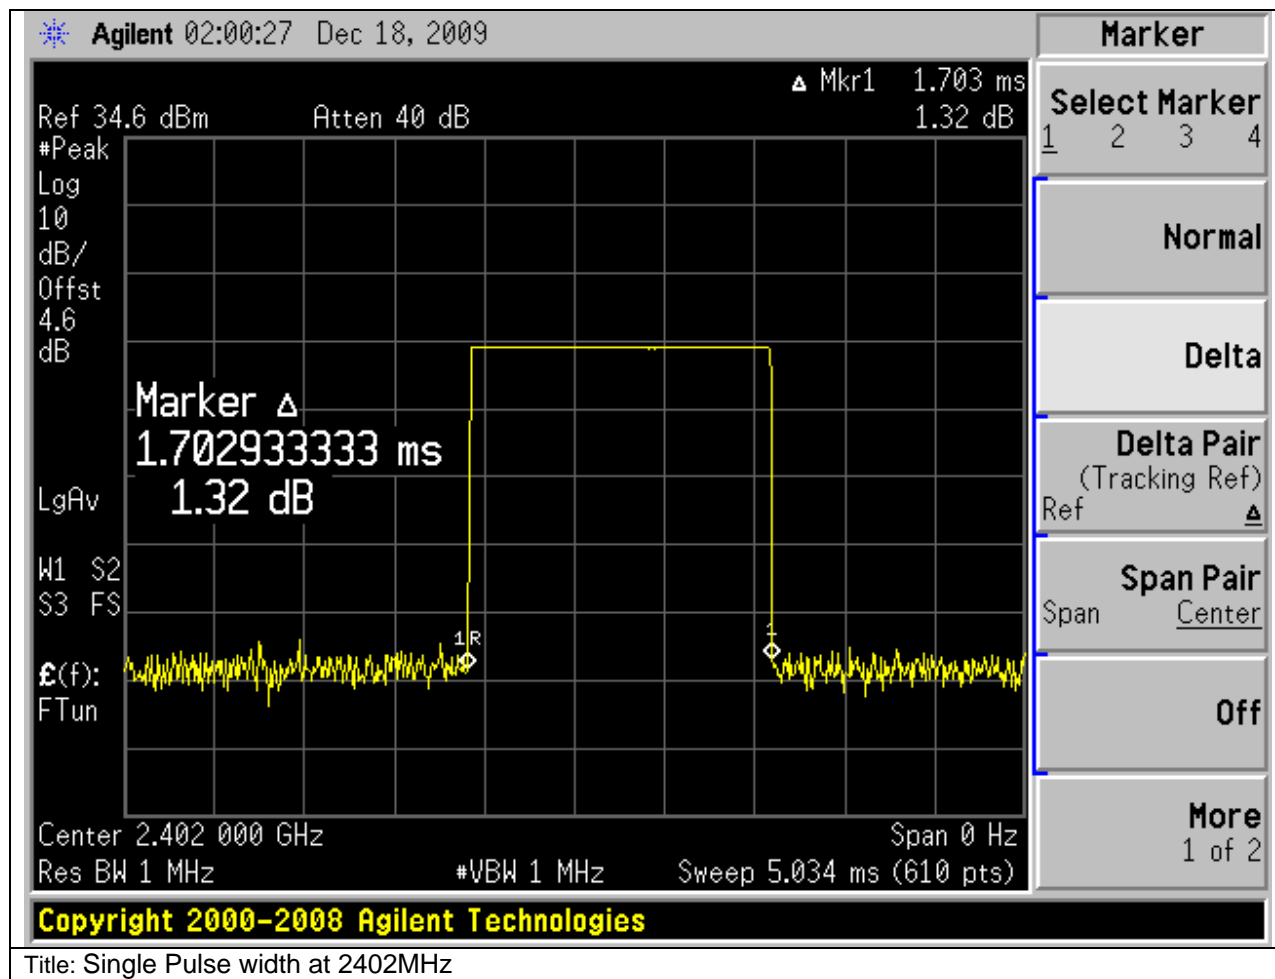 Agilent 02:00:27 Dec 18, 2009
Marker
Δ Mkr1 1.703 ms
Ref 34.6 dBm Atten 40 dB 1.32 dB
#Peak
Log
10
dB/
Offst
4.6
dB
Marker Δ
1.702933333 ms
1.32 dB
LgAv
W1 S2
S3 FS
£(f):
FTun
1R
1
Center 2.402 000 GHz Span 0 Hz
Res BW 1 MHz #VBW 1 MHz Sweep 5.034 ms (610 pts)
Select Marker
1 2 3 4
Normal
Delta
Delta Pair
(Tracking Ref)
Ref Δ
Span Pair
Span Center
Off
More
1 of 2
Copyright 2000-2008 Agilent Technologies
Title: Single Pulse width at 2402MHz